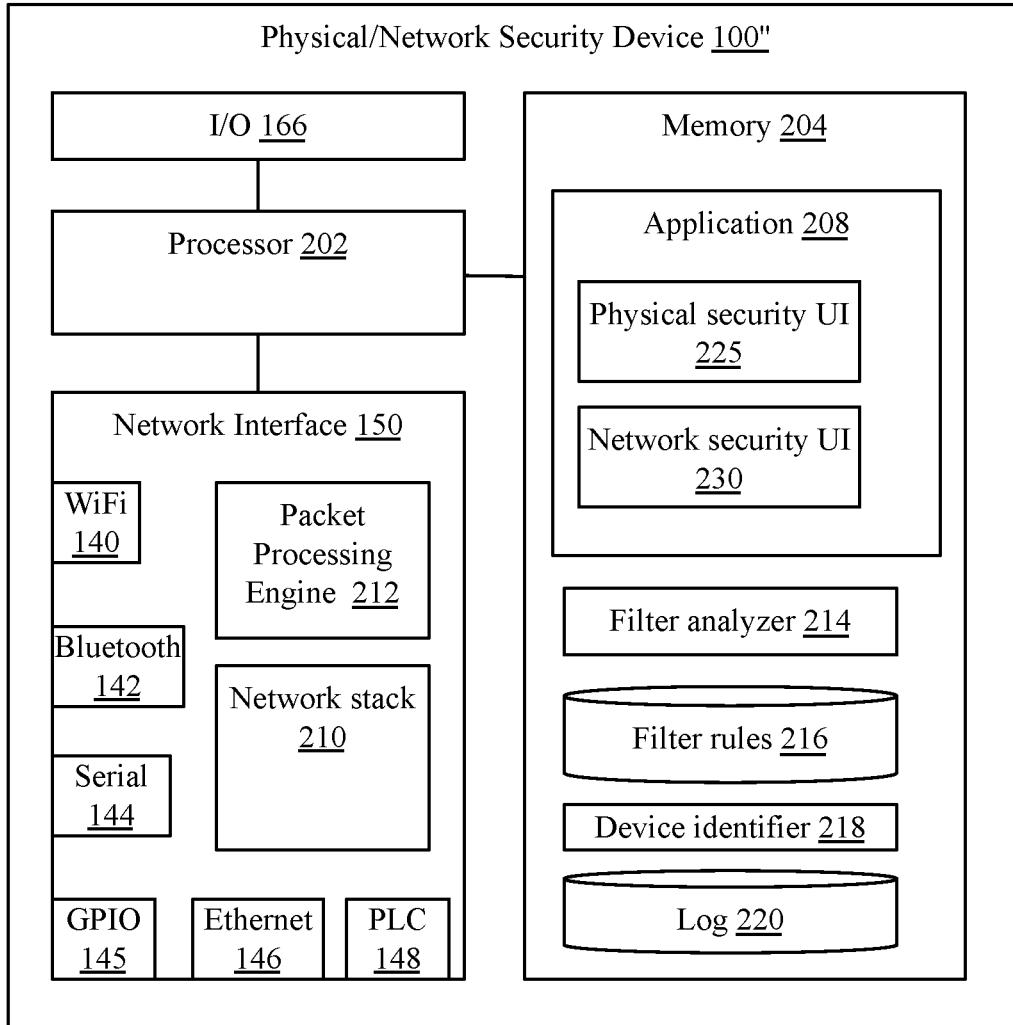 Physical/Network Security Device 100"
I/O 166
Processor 202
Network Interface 150
WiFi
140
Packet
Processing
Engine 212
Bluetooth
142
Network stack
210
Serial
144
GPIO
145
Ethernet
146
PLC
148
Memory 204
Application 208
Physical security UI
225
Network security UI
230
Filter analyzer 214
Filter rules 216
Device identifier 218
Log 220